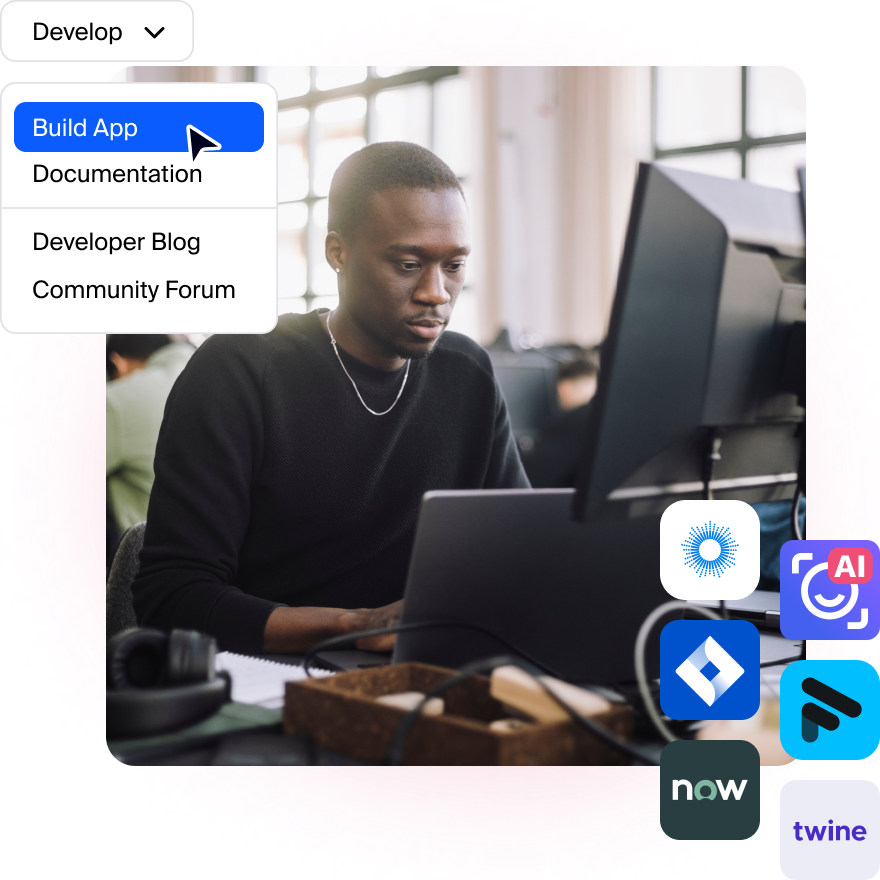 Develop
Build App
Documentation
Developer Blog
Community Forum
AI
now
twine